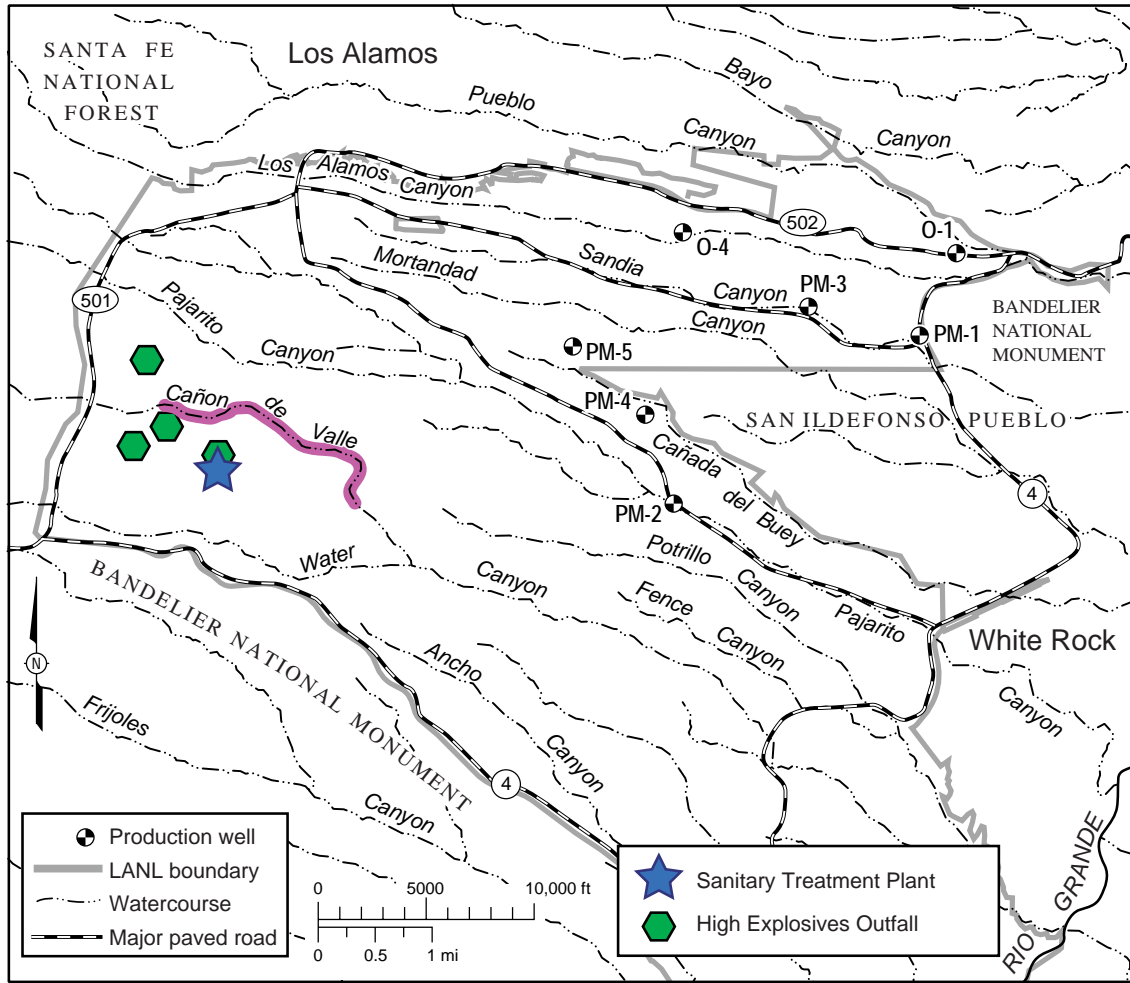 SANTA FE
NATIONAL
FOREST
Los Alamos
Bayo
Pueblo
Canyon
Canyon
Los Alamos Canyon
502
O-1
O-4
Sandia
Mortandad
PM-3
Canyon
501
Canyon
PM-1
BANDELIER
NATIONAL
MONUMENT
Pajarito
PM-5
Canyon
Cañon de Valle
PM-4
SAN ILDEFONSO PUEBLO
Cañada
del Buey
4
PM-2
Water
Potrillo
Canyon
Canyon
BANDELIER NATIONAL MONUMENT
Fence
Canyon
Pajarito
White Rock
Ancho
Canyon
Canyon
Frijoles
Canyon
4
N
RIO GRANDE
Production well
LANL boundary
Watercourse
Major paved road
0 5000 10,000 ft
0 0.5 1 mi
Sanitary Treatment Plant
High Explosives Outfall